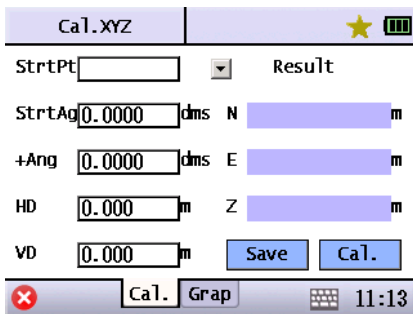 Cal.XYZ
StrtPt Result
StrtAg 0.0000 dms N m
+Ang 0.0000 dms E m
HD 0.000 m Z m
VD 0.000 m Save Cal.
Cal. Grap 11:13